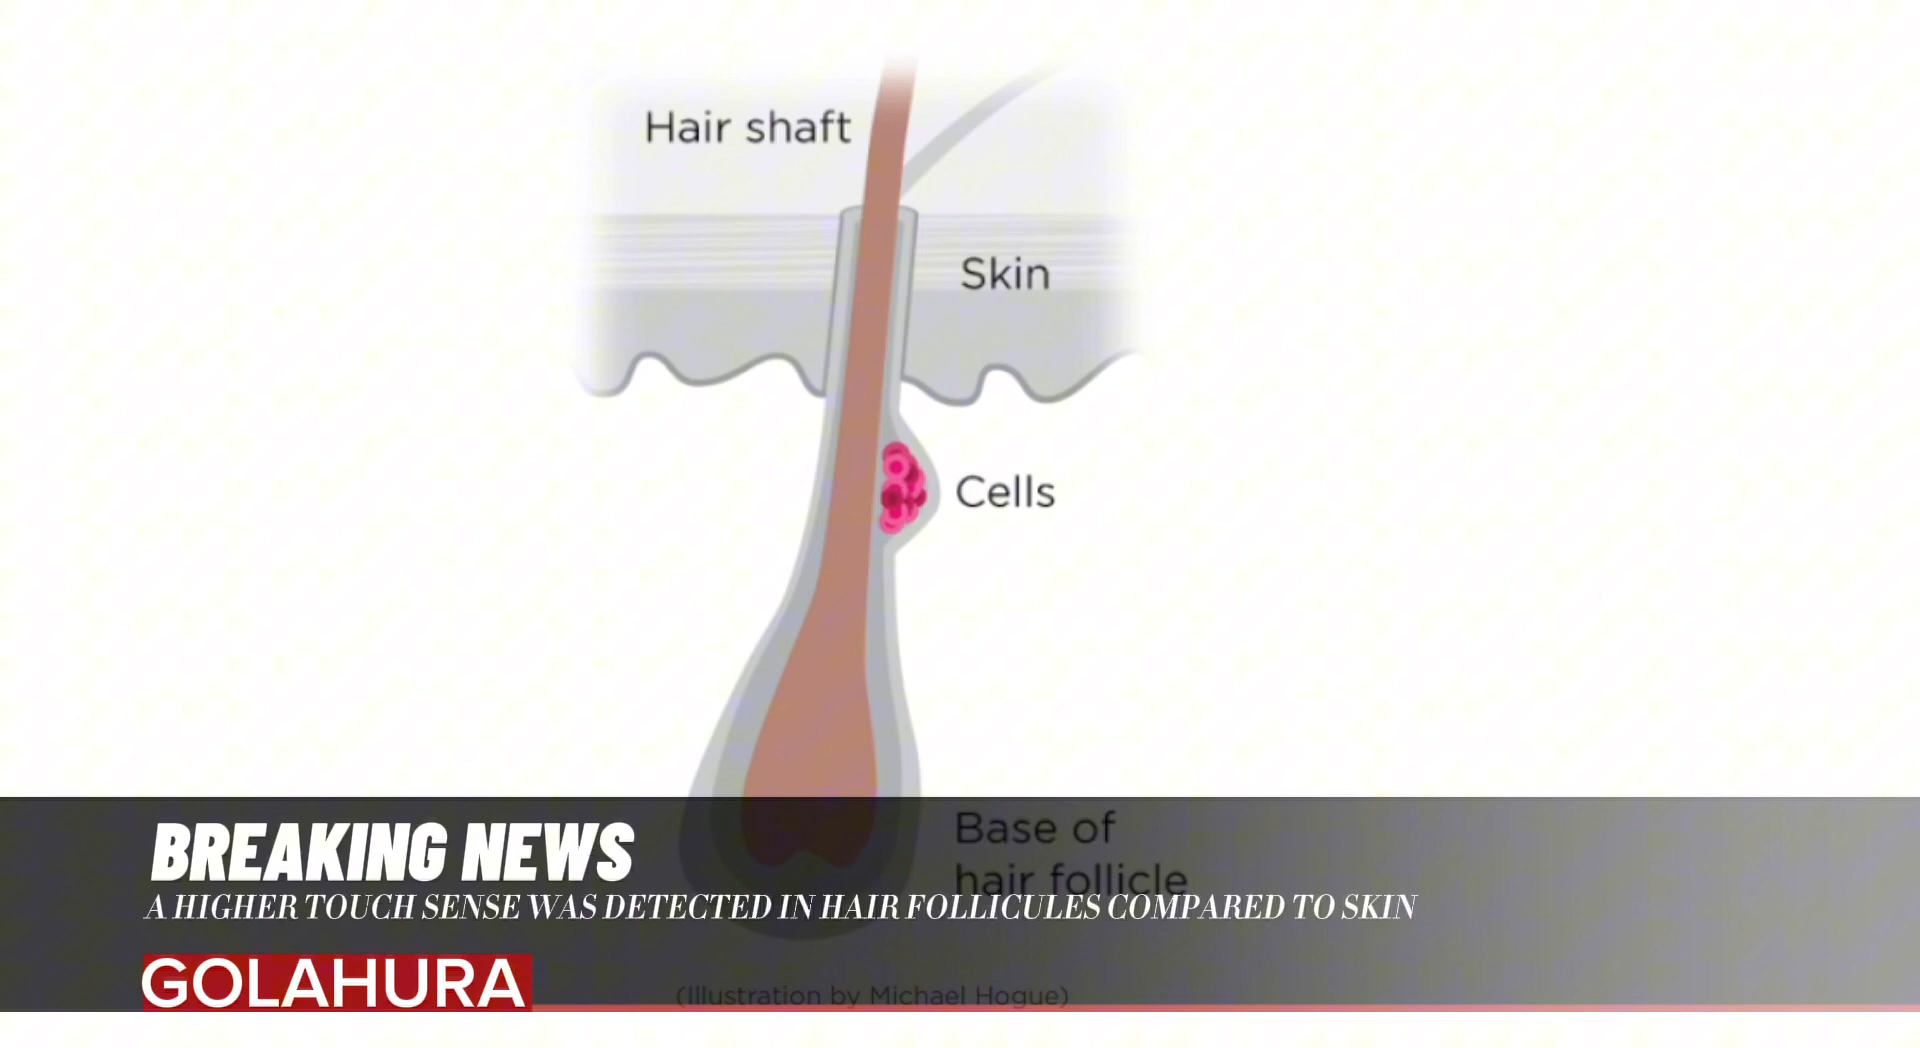 Hair shaft
Skin
Cells
Base of
hair follicle
BREAKING NEWS
A HIGHER TOUCH SENSE WAS DETECTED IN HAIR FOLLICULES COMPARED TO SKIN
GOLAHURA
(Illustration by Michael Hogue)